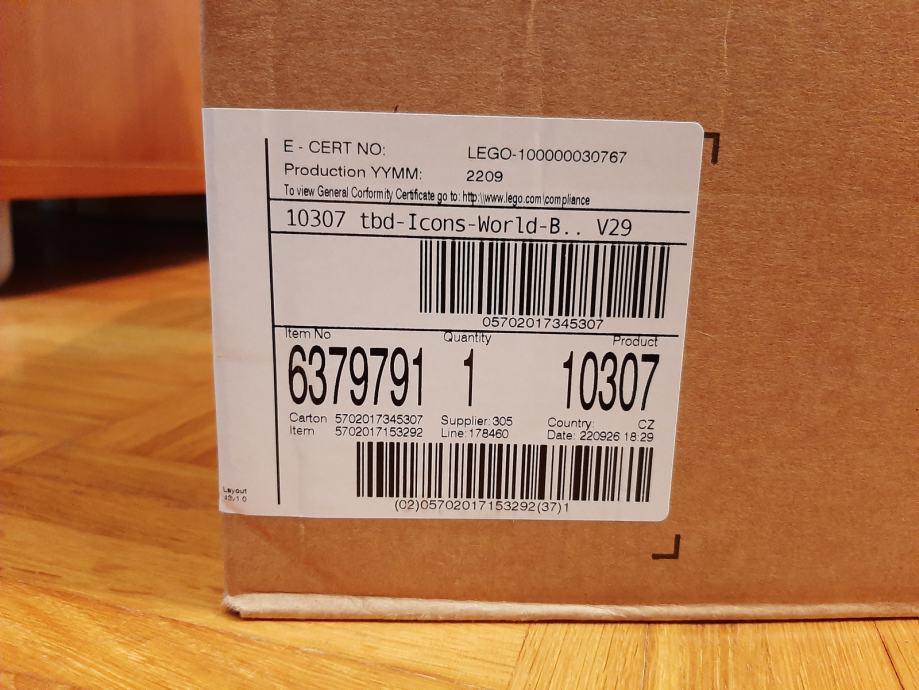 E - CERT NO: LEGO-100000030767
Production YYMM: 2209
To view General Conformity Certificate go to: http:\\www.lego.com\compliance
10307 tbd-Icons-World-B.. V29
05702017345307
Item No Quantity Product
6379791 1 10307
Carton 5702017345307 Supplier: 305 Country: CZ
Item 5702017153292 Line: 178460 Date: 220926 18:29
(02)05702017153292(37)1
Layout